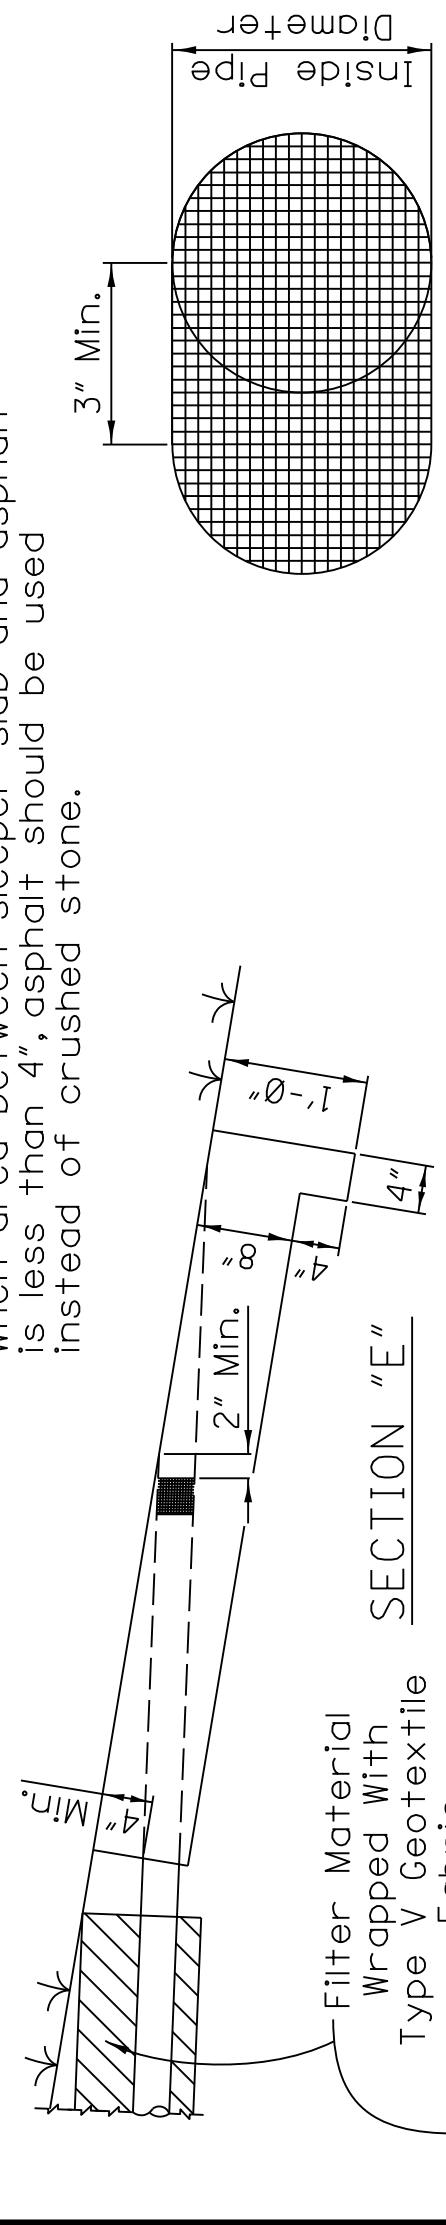 is less than 4", asphalt should be used
instead of crushed stone.
3" Min.
Inside Pipe
Diameter
Min.
4"
2" Min.
8"
4"
1'-0"
4"
SECTION "E"
Filter Material
Wrapped With
Type V Geotextile